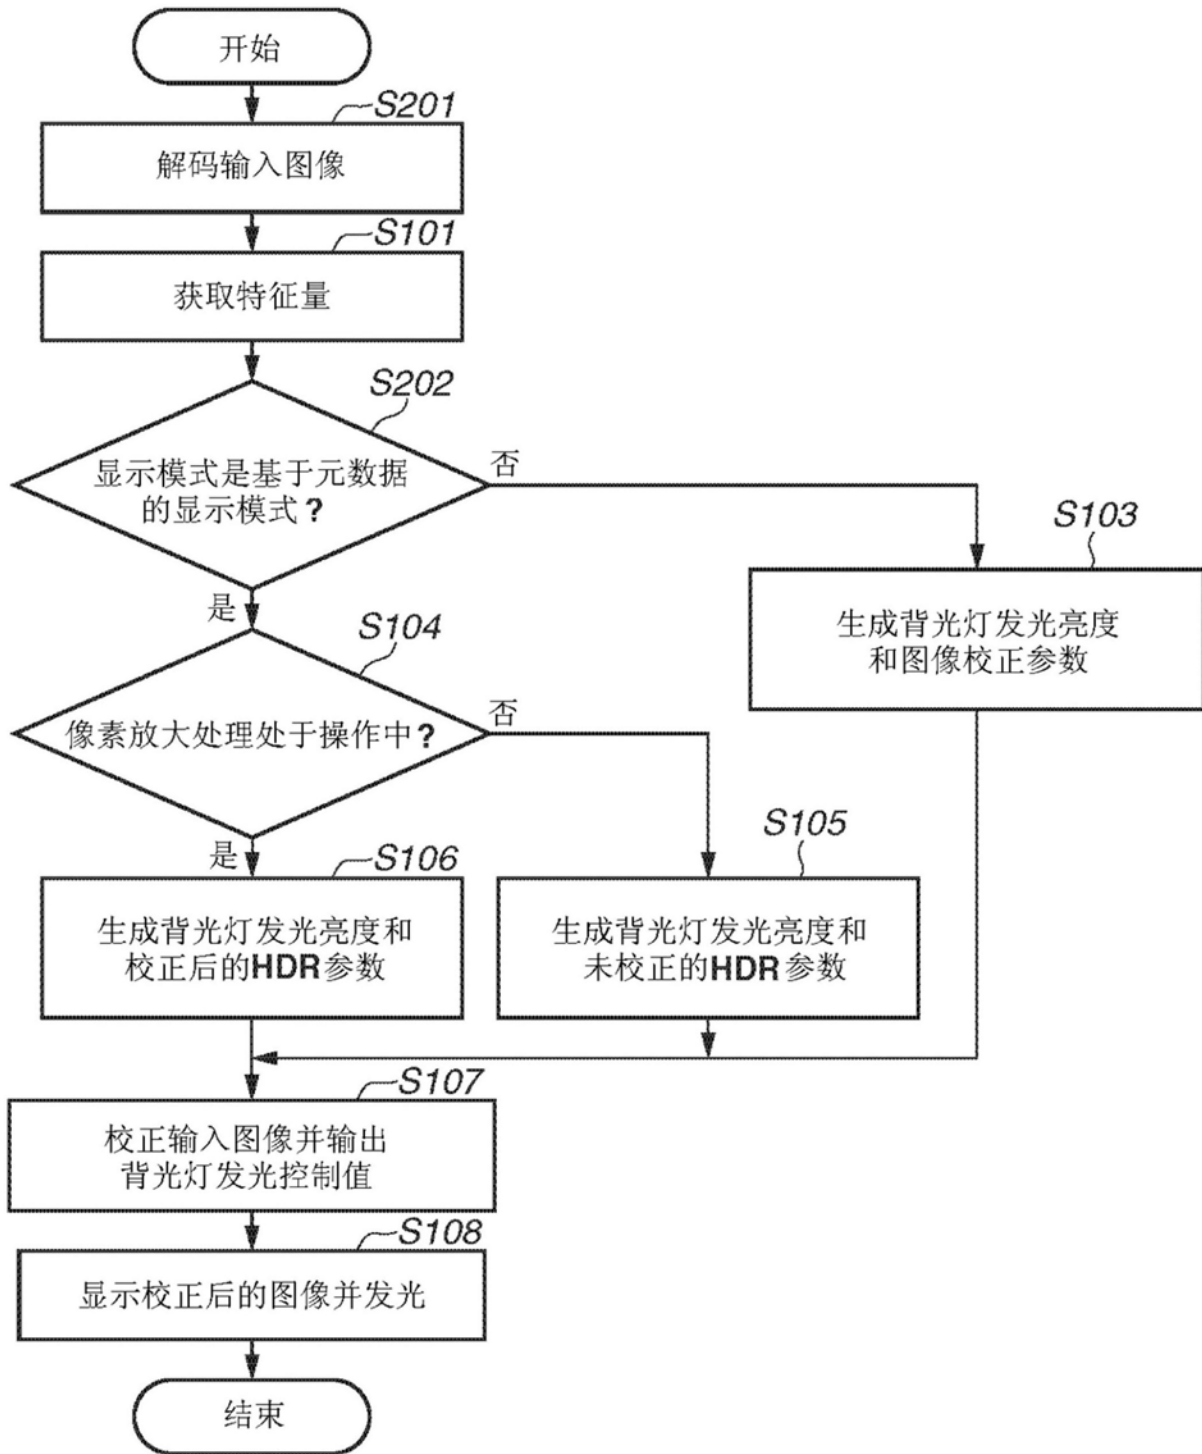 开始
S201
解码输入图像
S101
获取特征量
S202
显示模式是基于元数据
的显示模式?
否
是
S103
生成背光灯发光亮度
和图像校正参数
S104
像素放大处理处于操作中?
否
是
S106
生成背光灯发光亮度和
校正后的HDR参数
S105
生成背光灯发光亮度和
未校正的HDR参数
S107
校正输入图像并输出
背光灯发光控制值
S108
显示校正后的图像并发光
结束